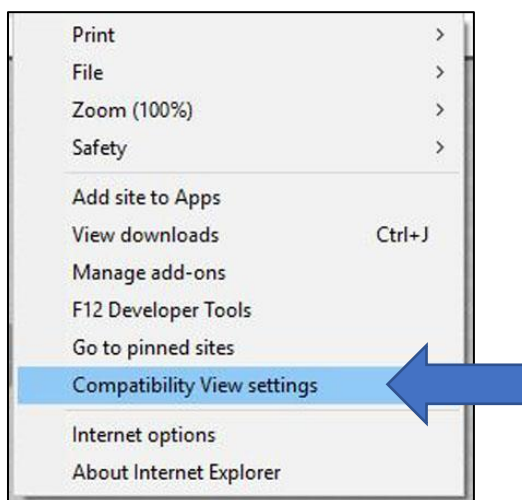 Print >
File >
Zoom (100%) >
Safety >
Add site to Apps
View downloads Ctrl+J
Manage add-ons
F12 Developer Tools
Go to pinned sites
Compatibility View settings
Internet options
About Internet Explorer